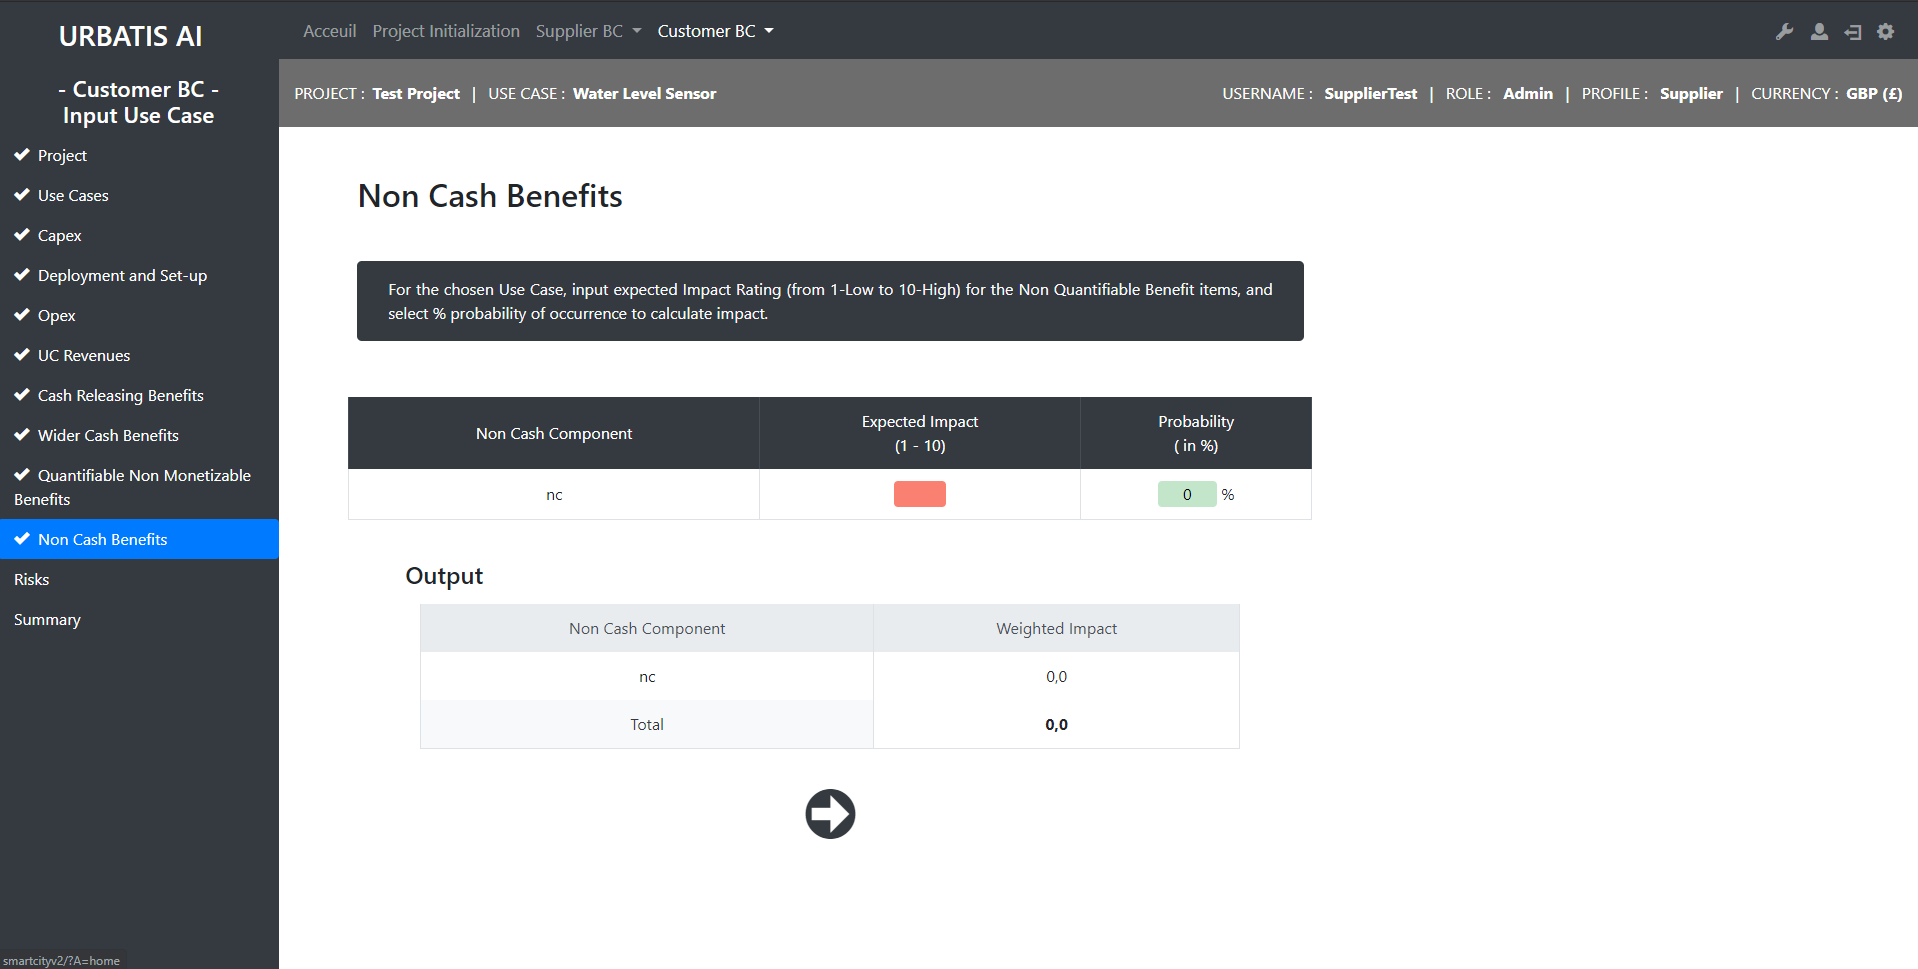 URBATIS AI
- Customer BC -
Input Use Case
Project
Use Cases
Capex
Deployment and Set-up
Opex
UC Revenues
Cash Releasing Benefits
Wider Cash Benefits
Quantifiable Non Monetizable
Benefits
Non Cash Benefits
Risks
Summary
smartcityv2/?A=home
Acceuil Project Initialization Supplier BC Customer BC
PROJECT : Test Project | USE CASE : Water Level Sensor
USERNAME : SupplierTest | ROLE : Admin | PROFILE : Supplier | CURRENCY : GBP (£)
Non Cash Benefits
For the chosen Use Case, input expected Impact Rating (from 1-Low to 10-High) for the Non Quantifiable Benefit items, and
select % probability of occurrence to calculate impact.
Non Cash Component
Expected Impact
(1 - 10)
Probability
( in %)
nc
0 %
Output
Non Cash Component Weighted Impact
nc 0,0
Total 0,0